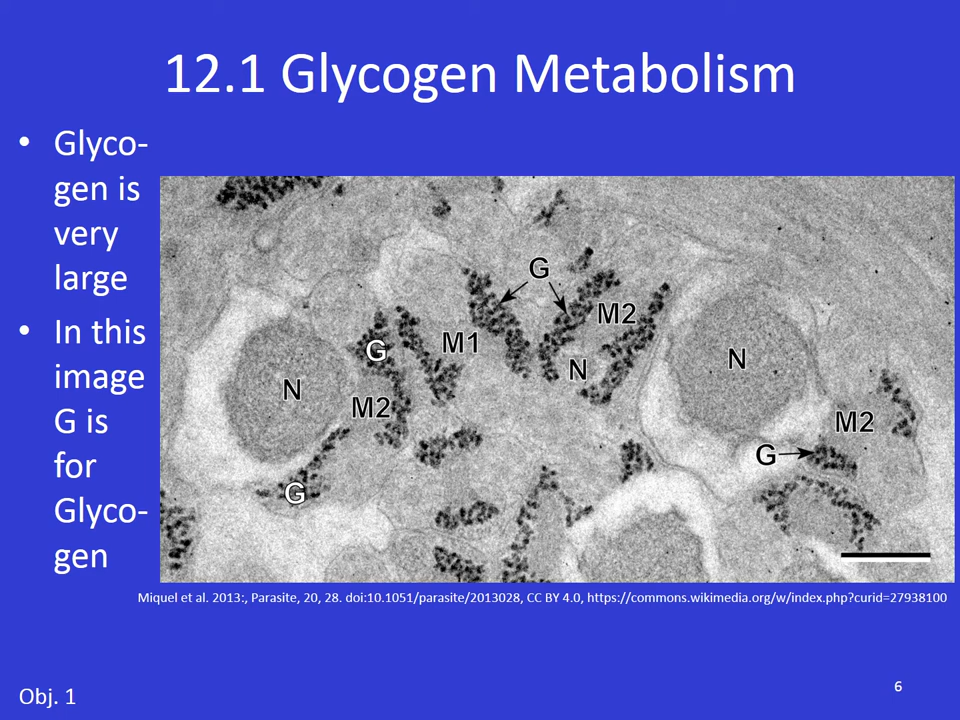 12.1 Glycogen Metabolism
• Glyco-
gen is
very
large
• In this
image
G is
for
Glyco-
gen
G
M2
M1
G
N
N
N
M2
M2
G
G
Miquel et al. 2013:, Parasite, 20, 28. doi:10.1051/parasite/2013028, CC BY 4.0, https://commons.wikimedia.org/w/index.php?curid=27938100
Obj. 1
6